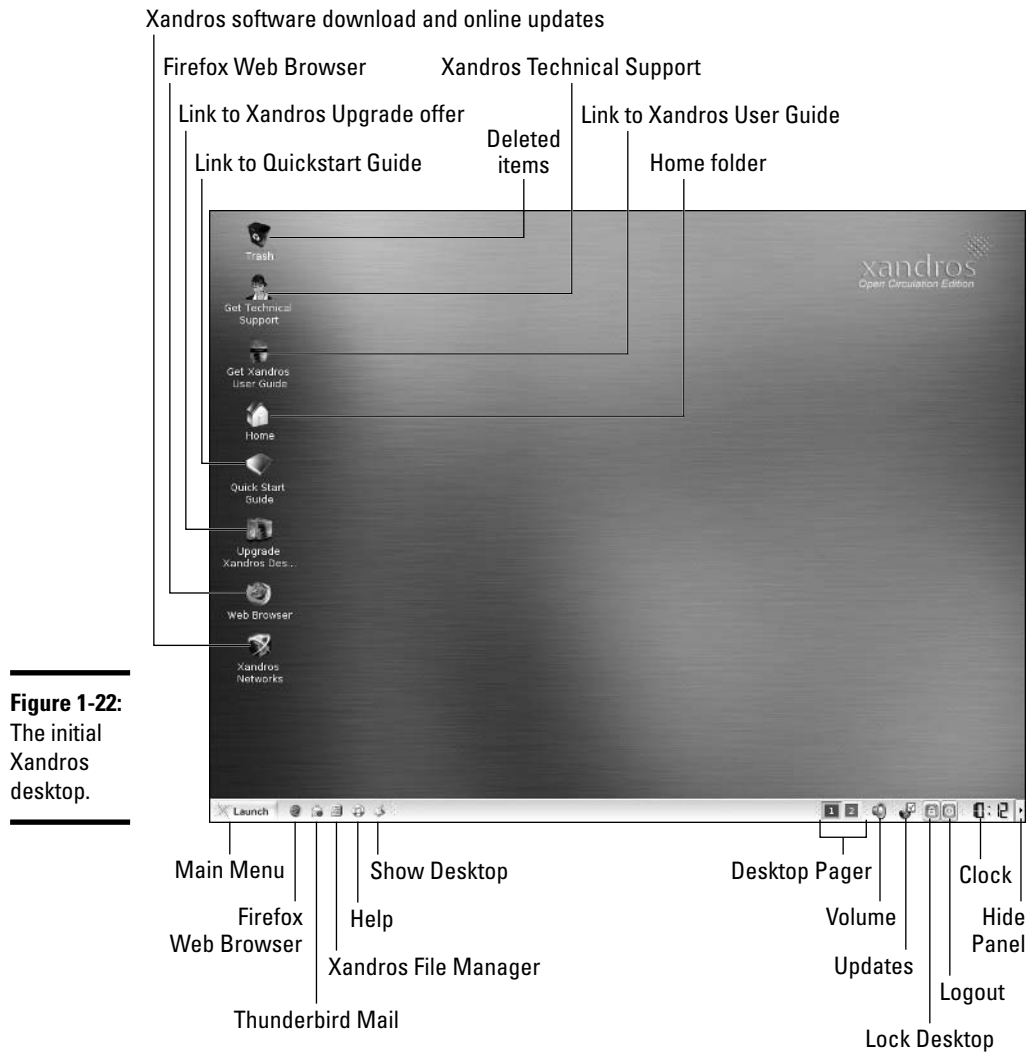 Xandros software download and online updates
Firefox Web Browser
Xandros Technical Support
Link to Xandros Upgrade offer
Link to Xandros User Guide
Deleted
items
Link to Quickstart Guide
Home folder
Trash
xandros
Open Circulation Edition
Get Technical
Support
Get Xandros
User Guide
Home
Quick Start
Guide
Upgrade
Xandros Des...
Web Browser
Xandros
Networks
Figure 1-22:
The initial
Xandros
desktop.
Launch
1 2
0:12
Main Menu
Show Desktop
Desktop Pager
Clock
Firefox
Web Browser
Help
Volume
Hide
Panel
Xandros File Manager
Updates
Logout
Thunderbird Mail
Lock Desktop